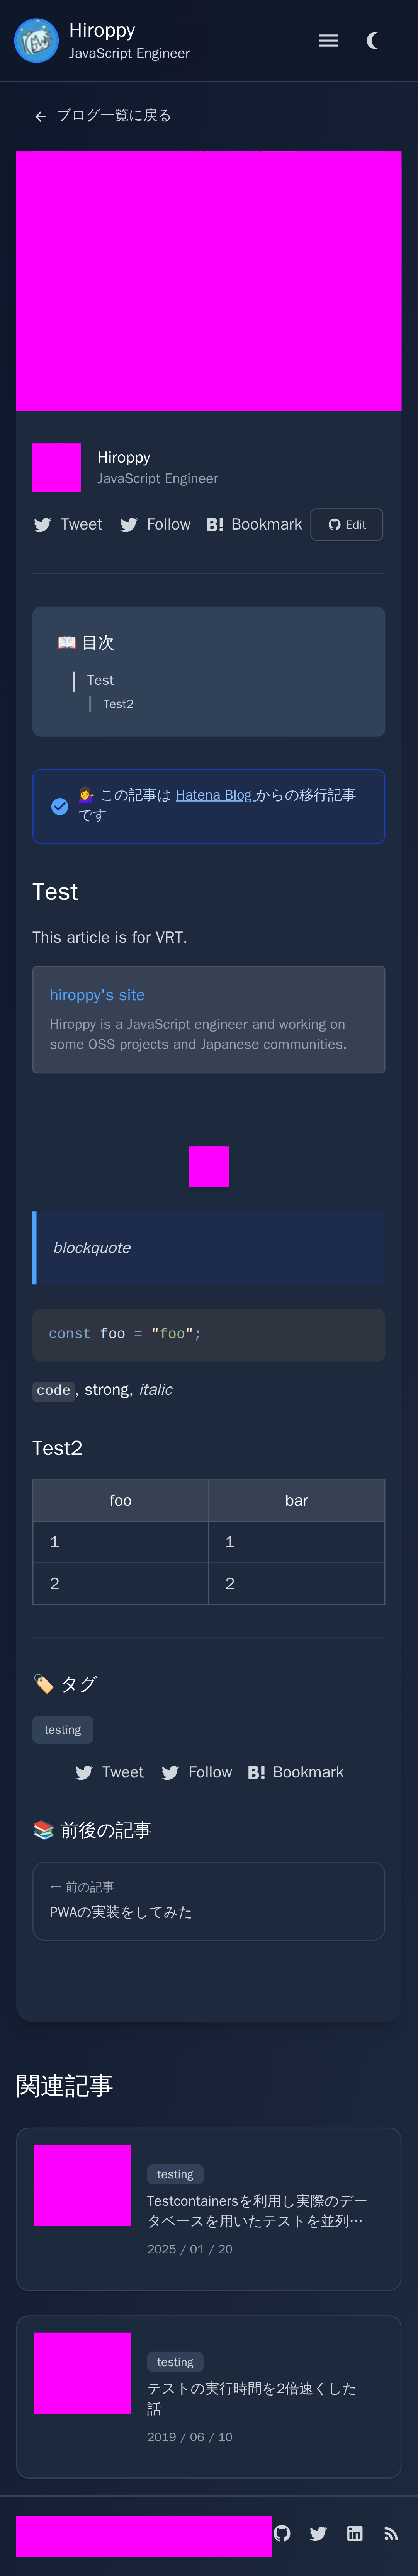 Hiroppy
JavaScript Engineer
ブログ一覧に戻る
Hiroppy
JavaScript Engineer
Tweet Follow B! Bookmark Edit
📖 目次
Test
Test2
💁‍♀️ この記事は Hatena Blog からの移行記事
です
Test
This article is for VRT.
hiroppy's site
Hiroppy is a JavaScript engineer and working on
some OSS projects and Japanese communities.
blockquote
const foo = "foo";
code, strong, italic
Test2
foo bar
1 1
2 2
🏷️ タグ
testing
Tweet Follow B! Bookmark
📚 前後の記事
← 前の記事
PWAの実装をしてみた
関連記事
testing
Testcontainersを利用し実際のデー
タベースを用いたテストを並列…
2025 / 01 / 20
testing
テストの実行時間を2倍速くした
話
2019 / 06 / 10